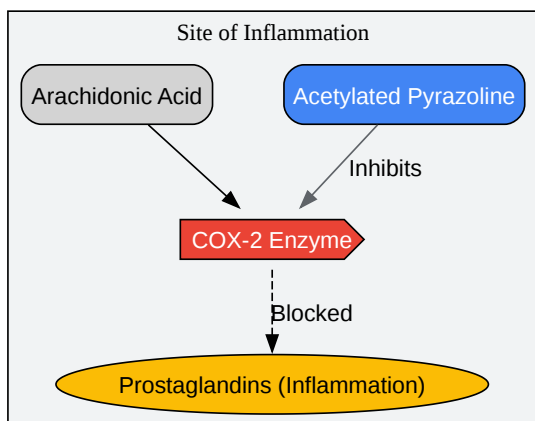 Site of Inflammation
Arachidonic Acid
Acetylated Pyrazoline
Inhibits
COX-2 Enzyme
Blocked
Prostaglandins (Inflammation)